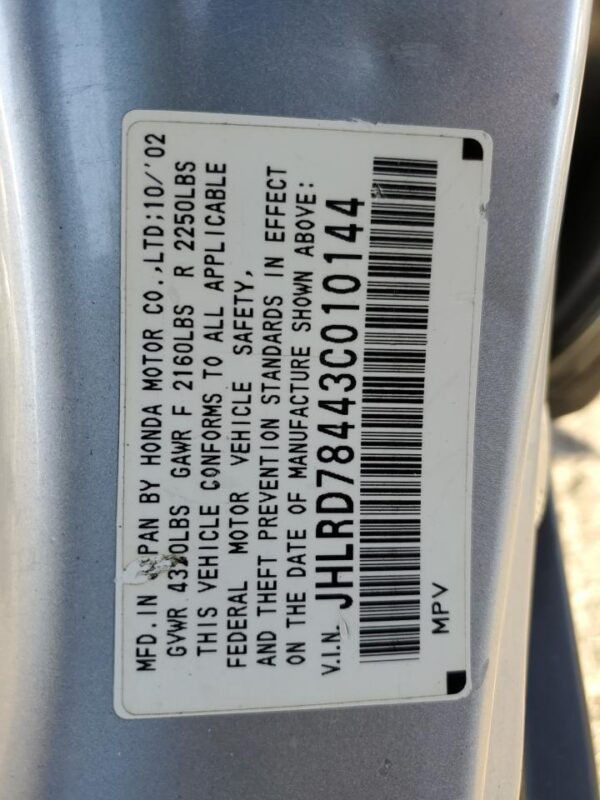 MFD. IN PAN BY HONDA MOTOR CO., LTD; 10/'02
GAWR F 2160LBS R 2250LBS
THIS VEHICLE CONFORMS TO ALL APPLICABLE
FEDERAL MOTOR VEHICLE SAFETY,
AND THEFT PREVENTION STANDARDS IN EFFECT
ON THE DATE OF MANUFACTURE SHOWN ABOVE:
V.I.N. JHLRD78443C010144
MPV